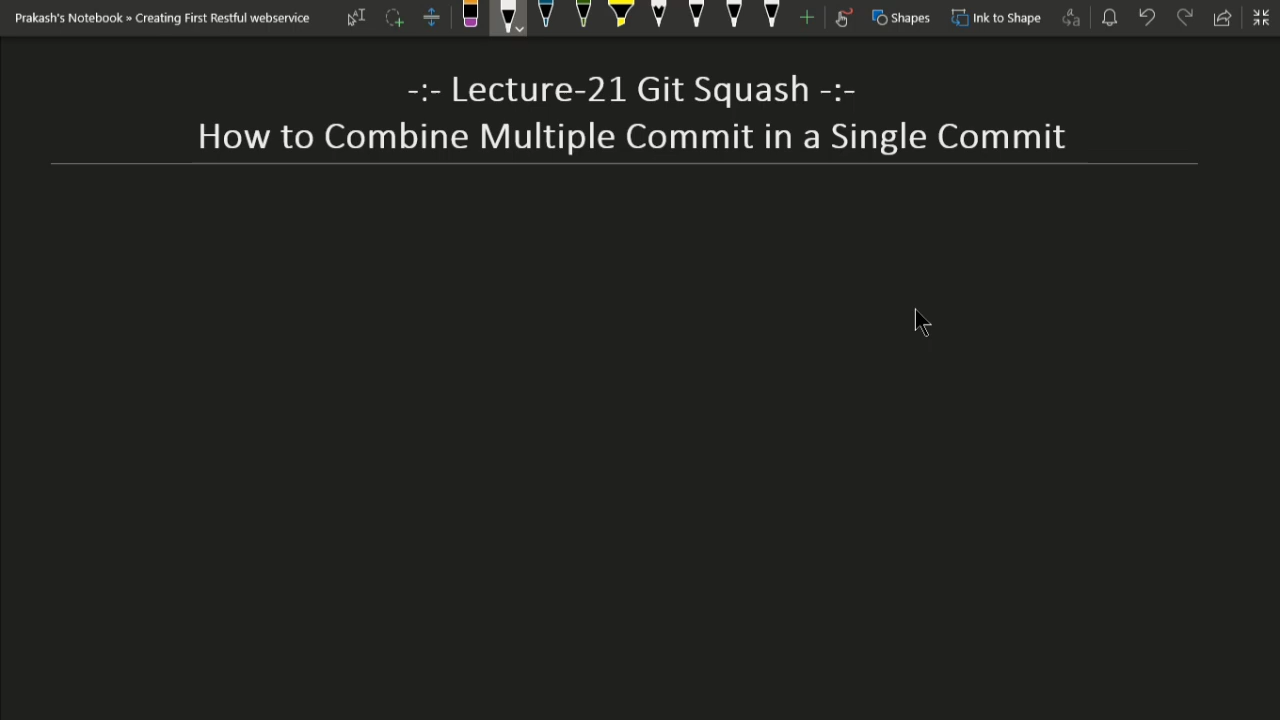 Prakash's Notebook » Creating First Restful webservice
Shapes
Ink to Shape
-:- Lecture-21 Git Squash -:-
How to Combine Multiple Commit in a Single Commit